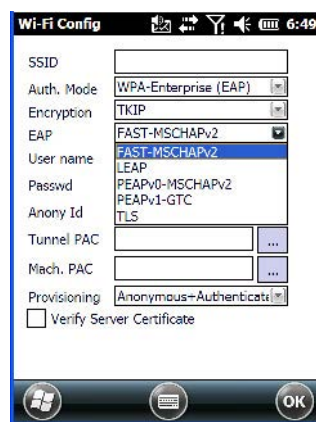 Wi-Fi Config 6:49
SSID
Auth. Mode WPA-Enterprise (EAP)
Encryption TKIP
EAP FAST-MSCHAPv2
User name FAST-MSCHAPv2
LEAP
Passwd PEAPv0-MSCHAPv2
PEAPv1-GTC
Anony Id TLS
Tunnel PAC ...
Mach. PAC ...
Provisioning Anonymous+Authenticate
Verify Server Certificate
OK